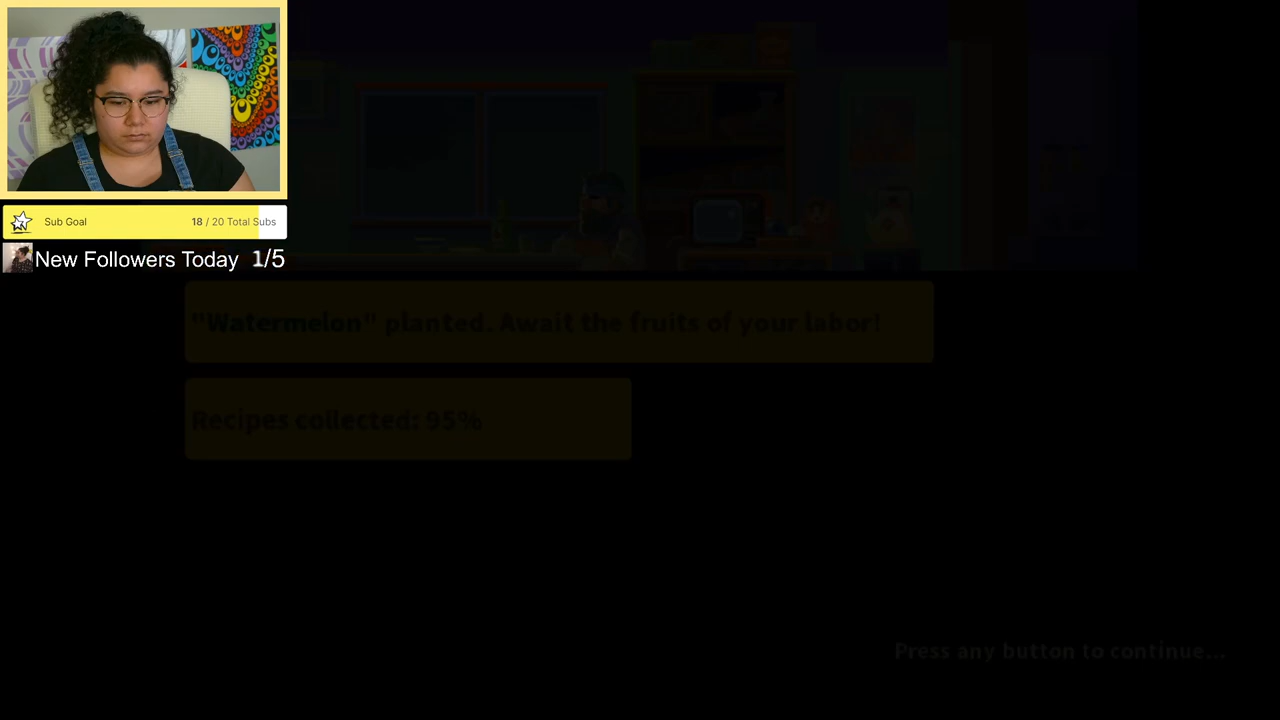 Sub Goal 18 / 20 Total Subs
New Followers Today 1/5
"Watermelon" planted. Await the fruits of your labor!
Recipes collected: 95%
Press any button to continue...